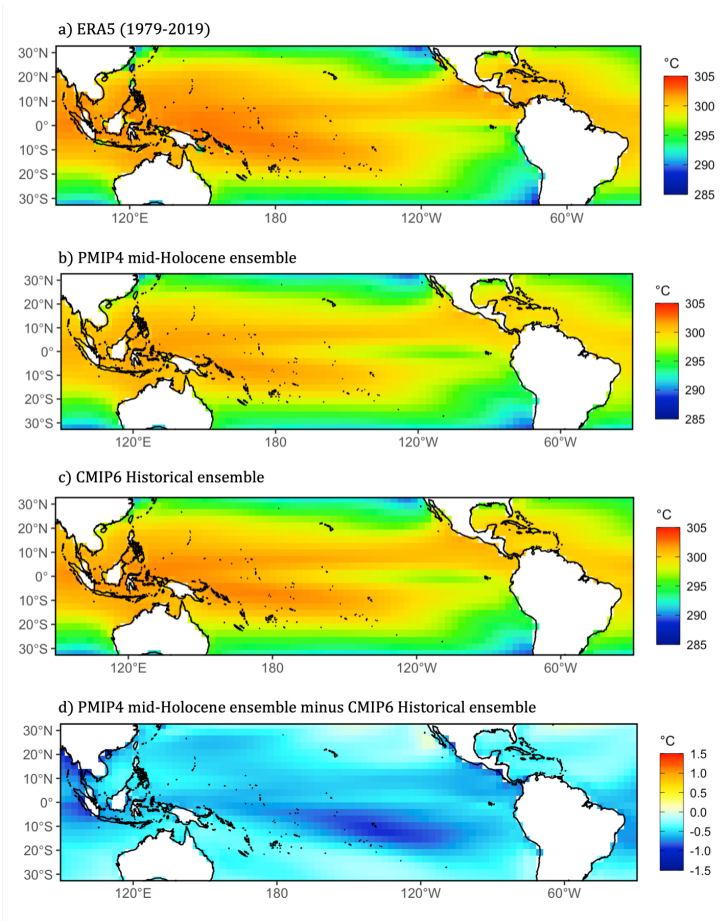 a) ERA5 (1979-2019)
30°N
20°N
10°N
0°
10°S
20°S
30°S
120°E 180 120°W 60°W
°C
305
300
295
290
285
b) PMIP4 mid-Holocene ensemble
30°N
20°N
10°N
0°
10°S
20°S
30°S
120°E 180 120°W 60°W
°C
305
300
295
290
285
c) CMIP6 Historical ensemble
30°N
20°N
10°N
0°
10°S
20°S
30°S
120°E 180 120°W 60°W
°C
305
300
295
290
285
d) PMIP4 mid-Holocene ensemble minus CMIP6 Historical ensemble
30°N
20°N
10°N
0°
10°S
20°S
30°S
120°E 180 120°W 60°W
°C
1.5
1.0
0.5
0.0
-0.5
-1.0
-1.5